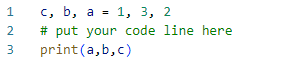 1 c, b, a = 1, 3, 2
2 # put your code line here
3 print(a,b,c)